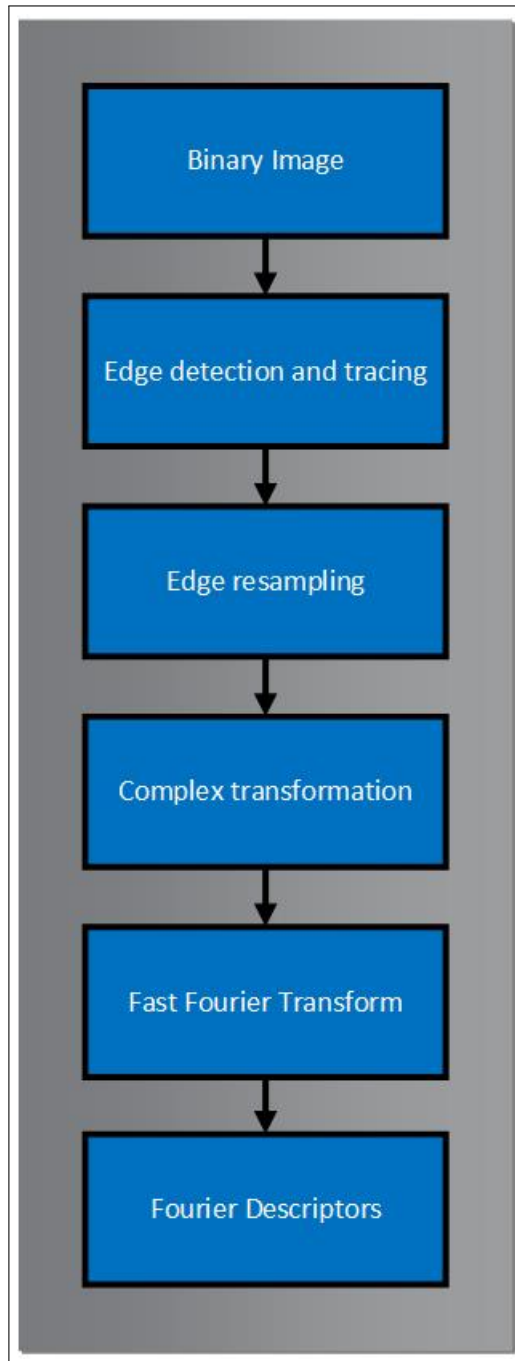 Binary Image
Edge detection and tracing
Edge resampling
Complex transformation
Fast Fourier Transform
Fourier Descriptors